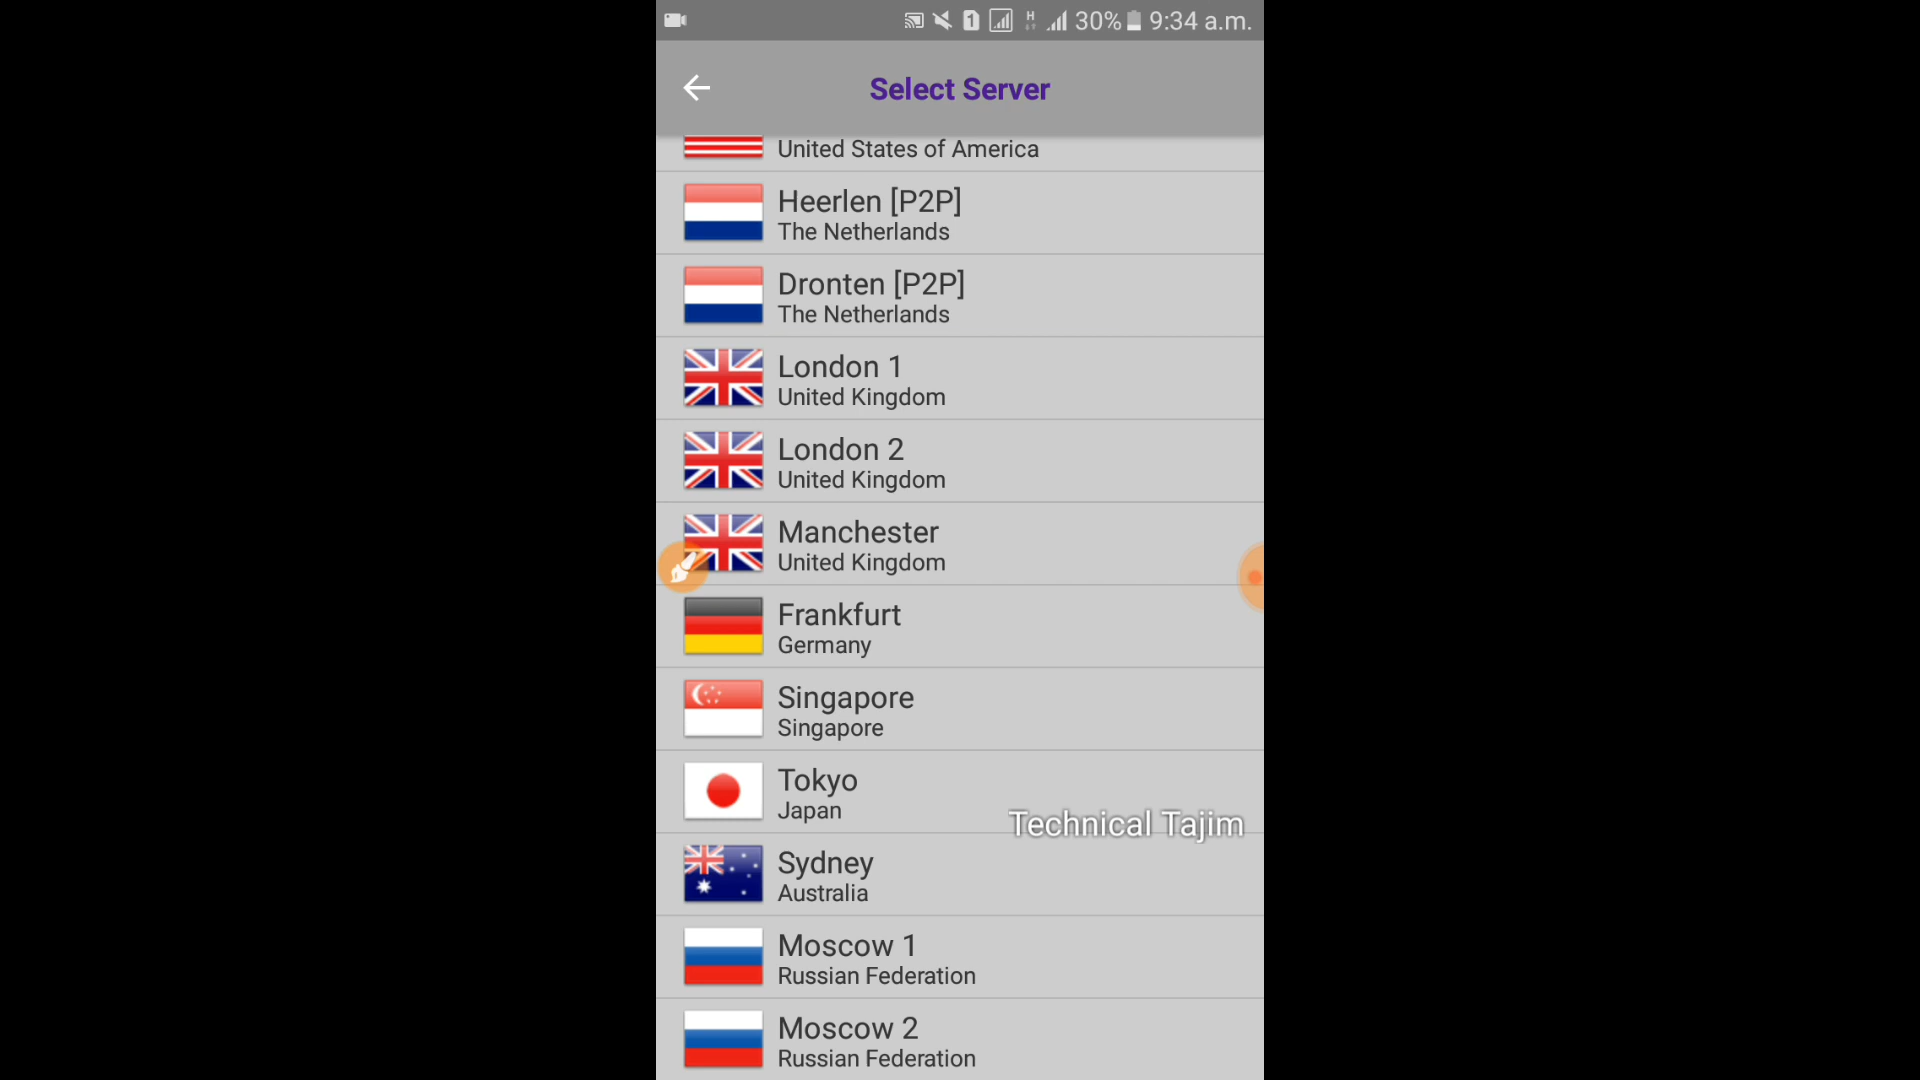 1 H 30% 9:34 a.m.
Select Server
United States of America
Heerlen [P2P]
The Netherlands
Dronten [P2P]
The Netherlands
London 1
United Kingdom
London 2
United Kingdom
Manchester
United Kingdom
Frankfurt
Germany
Singapore
Singapore
Tokyo
Japan
Technical Tajim
Sydney
Australia
Moscow 1
Russian Federation
Moscow 2
Russian Federation